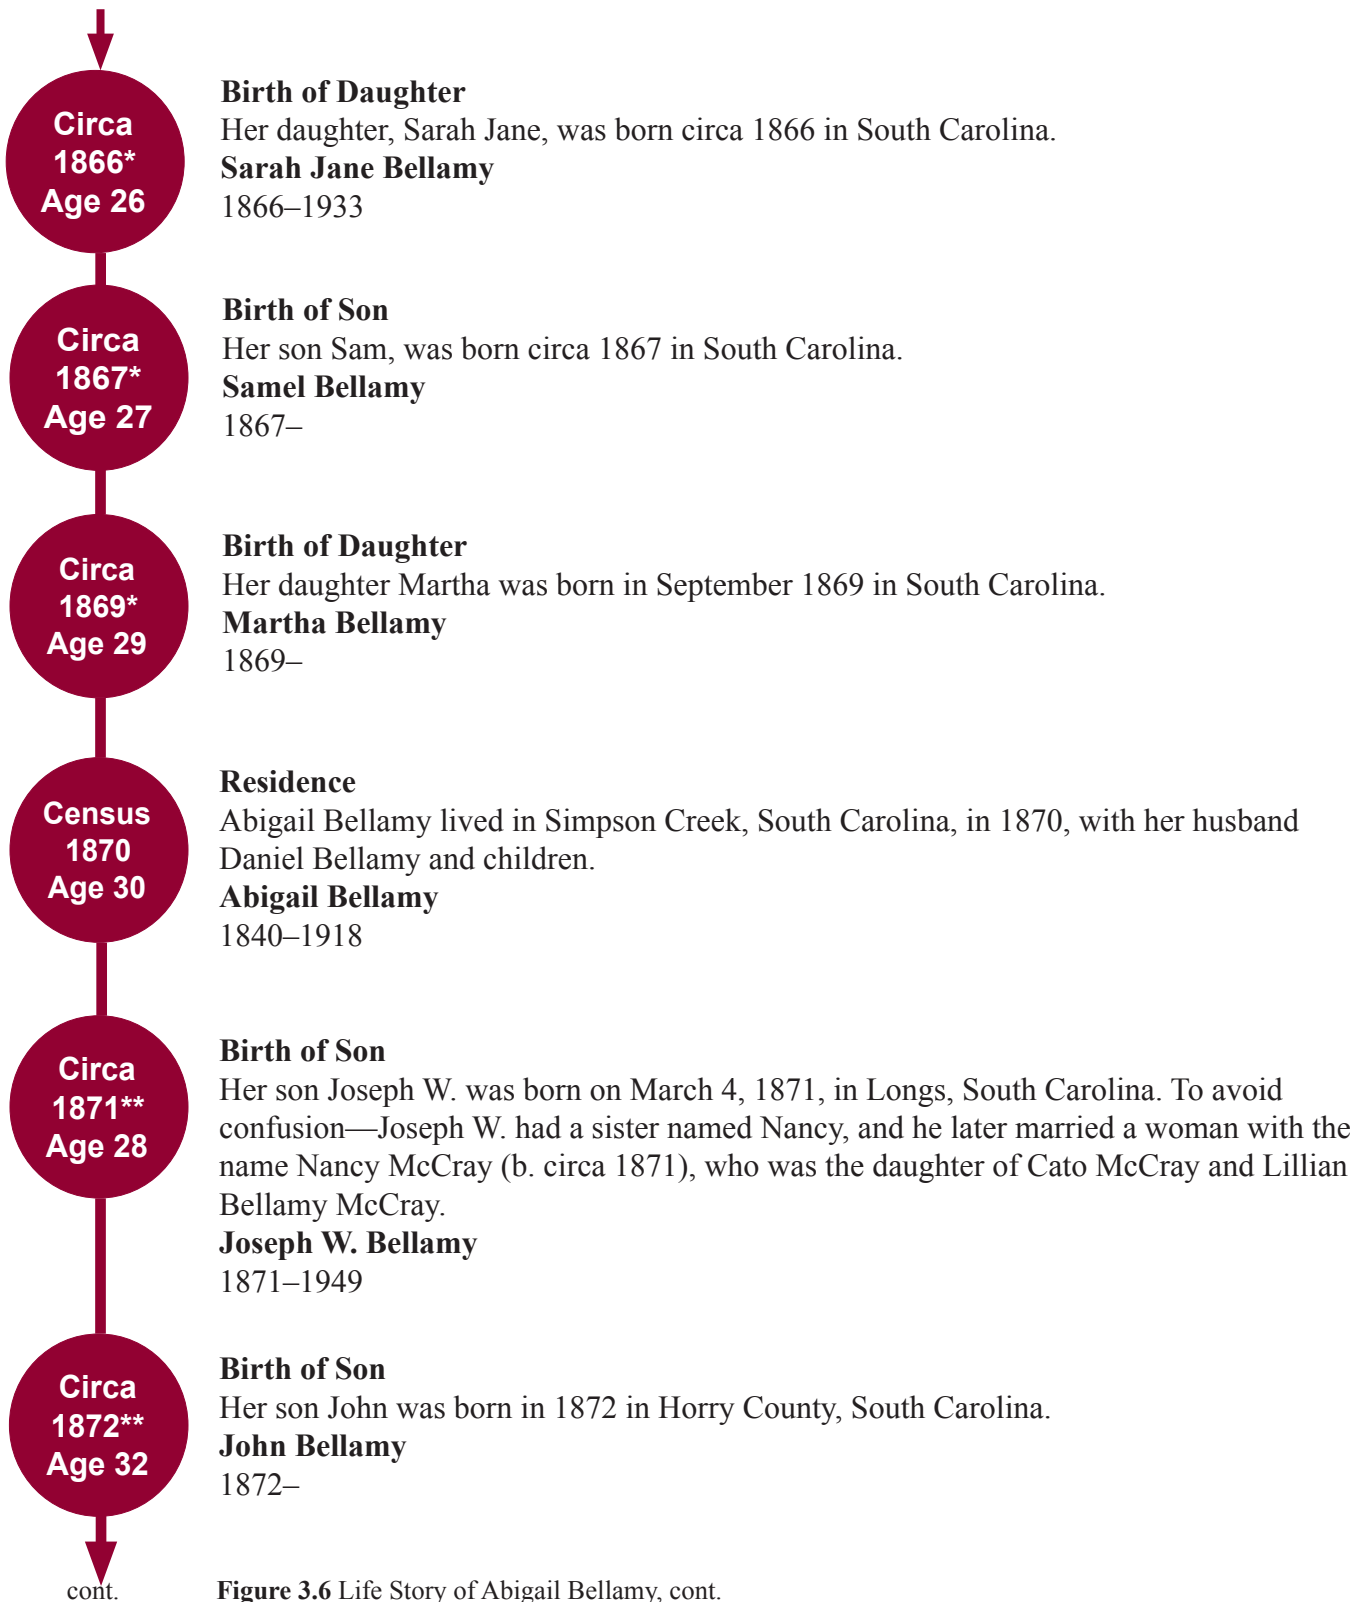 Circa
1866*
Age 26
Birth of Daughter
Her daughter, Sarah Jane, was born circa 1866 in South Carolina.
Sarah Jane Bellamy
1866–1933
Circa
1867*
Age 27
Birth of Son
Her son Sam, was born circa 1867 in South Carolina.
Samel Bellamy
1867–
Circa
1869*
Age 29
Birth of Daughter
Her daughter Martha was born in September 1869 in South Carolina.
Martha Bellamy
1869–
Census
1870
Age 30
Residence
Abigail Bellamy lived in Simpson Creek, South Carolina, in 1870, with her husband
Daniel Bellamy and children.
Abigail Bellamy
1840–1918
Circa
1871**
Age 28
Birth of Son
Her son Joseph W. was born on March 4, 1871, in Longs, South Carolina. To avoid
confusion—Joseph W. had a sister named Nancy, and he later married a woman with the
name Nancy McCray (b. circa 1871), who was the daughter of Cato McCray and Lillian
Bellamy McCray.
Joseph W. Bellamy
1871–1949
Circa
1872**
Age 32
Birth of Son
Her son John was born in 1872 in Horry County, South Carolina.
John Bellamy
1872–
cont.
Figure 3.6 Life Story of Abigail Bellamy, cont.